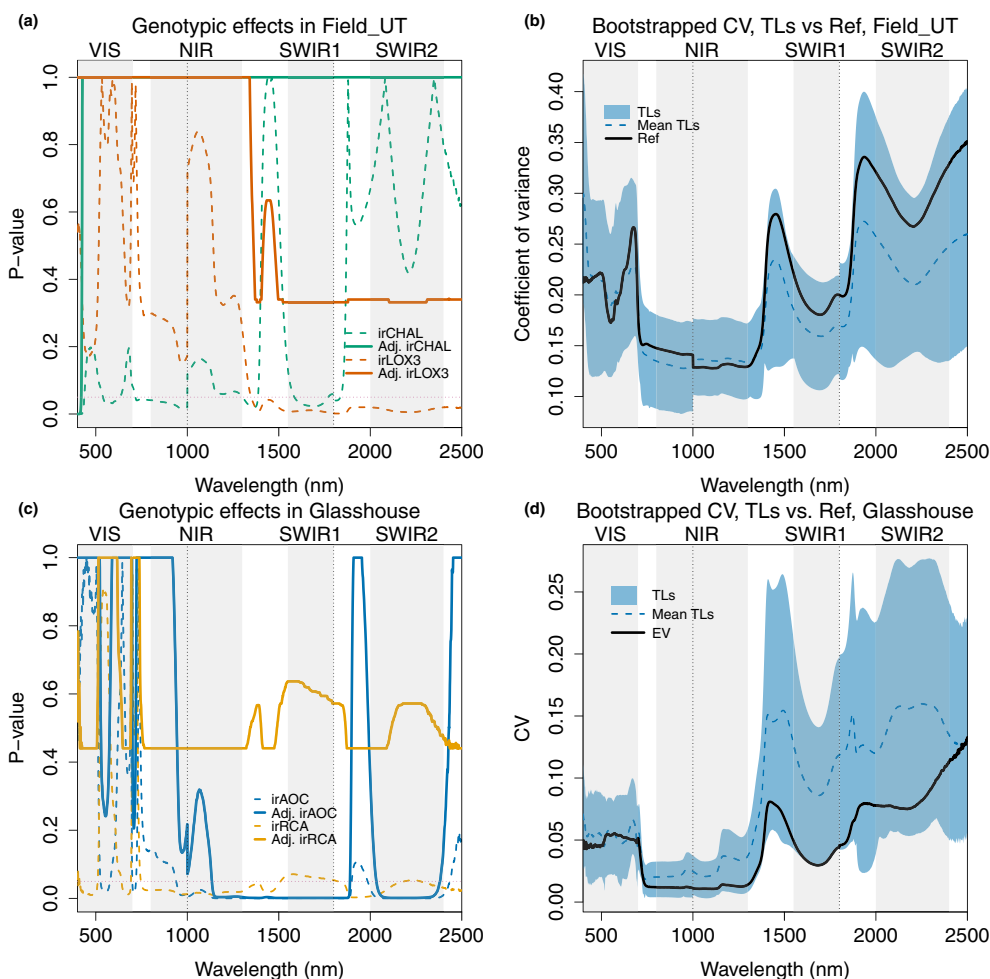 (a)
Genotypic effects in Field_UT
VIS NIR SWIR1 SWIR2
P−value
1.0
0.8
0.6
0.4
0.2
0.0
irCHAL
Adj. irCHAL
irLOX3
Adj. irLOX3
500 1000 1500 2000 2500
Wavelength (nm)
(b)
Bootstrapped CV, TLs vs Ref, Field_UT
VIS NIR SWIR1 SWIR2
Coefficient of variance
0.40
0.35
0.30
0.25
0.20
0.15
0.10
TLs
Mean TLs
Ref
500 1000 1500 2000 2500
Wavelength (nm)
(c)
Genotypic effects in Glasshouse
VIS NIR SWIR1 SWIR2
P−value
1.0
0.8
0.6
0.4
0.2
0.0
irAOC
Adj. irAOC
irRCA
Adj. irRCA
500 1000 1500 2000 2500
Wavelength (nm)
(d)
Bootstrapped CV, TLs vs. Ref, Glasshouse
VIS NIR SWIR1 SWIR2
CV
0.25
0.20
0.15
0.10
0.05
0.00
TLs
Mean TLs
EV
500 1000 1500 2000 2500
Wavelength (nm)